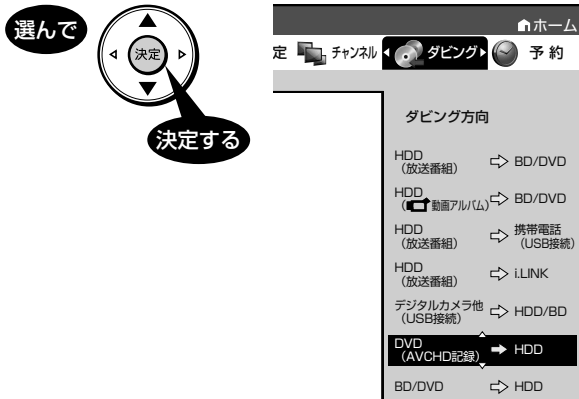 選んで
決定
決定する
ホーム
定 チャンネル ダビング 予約
ダビング方向
HDD
(放送番組) ⇨ BD/DVD
HDD
(動画アルバム) ⇨ BD/DVD
HDD
(放送番組) ⇨ 携帯電話
(USB接続)
HDD
(放送番組) ⇨ i.LINK
デジタルカメラ他
(USB接続) ⇨ HDD/BD
DVD
(AVCHD記録) ➡ HDD
BD/DVD ⇨ HDD